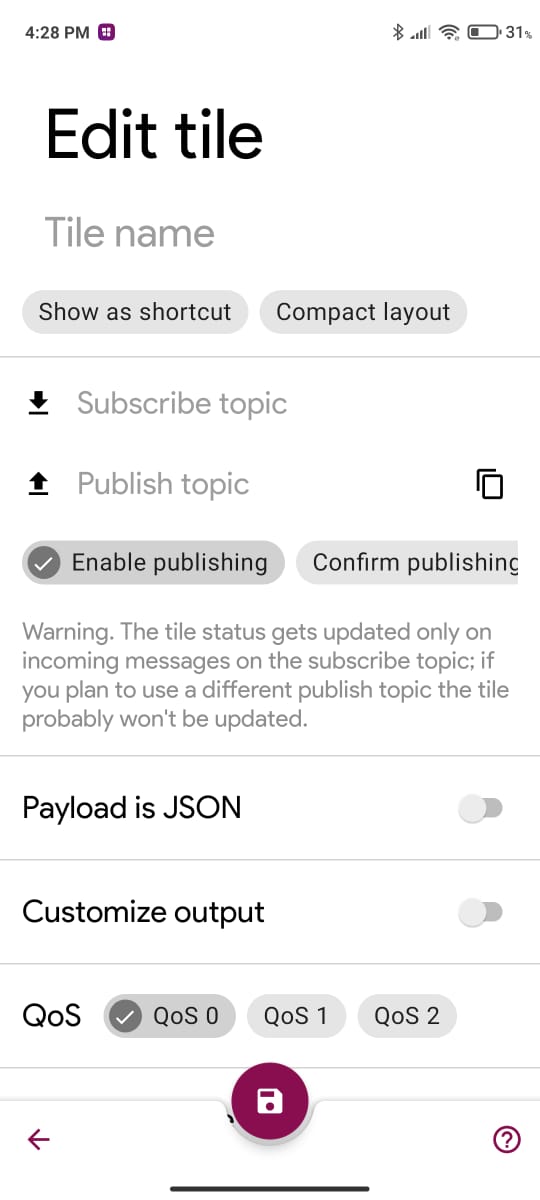 4:28 PM 31%
Edit tile
Tile name
Show as shortcut Compact layout
Subscribe topic
Publish topic
Enable publishing Confirm publishing
Warning. The tile status gets updated only on
incoming messages on the subscribe topic; if
you plan to use a different publish topic the tile
probably won't be updated.
Payload is JSON
Customize output
QoS QoS 0 QoS 1 QoS 2